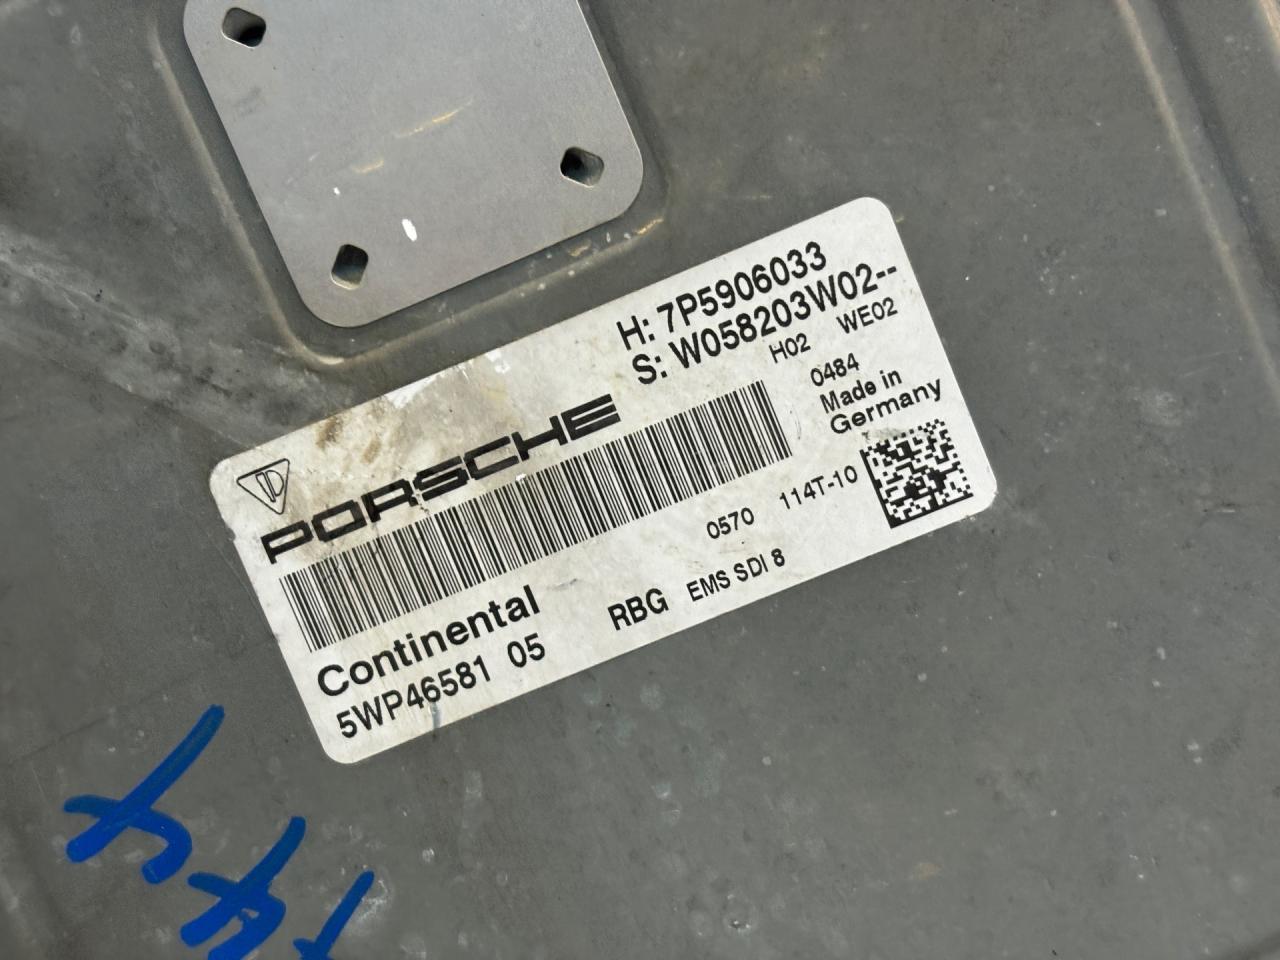 H: 7P5906033
S: W058203W02--
H02 WE02
0484
Made in
Germany
PORSCHE
0570 114T-10
Continental
RBG EMS SDI 8
5WP46581 05